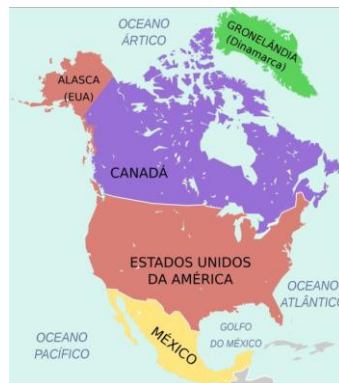 OCEANO
ÁRTICO
GRONELÂNDIA
(Dinamarca)
ALASCA
(EUA)
CANADÁ
ESTADOS UNIDOS
DA AMÉRICA
OCEANO
ATLÂNTICO
OCEANO
PACÍFICO
MÉXICO
GOLFO
DO MÉXICO